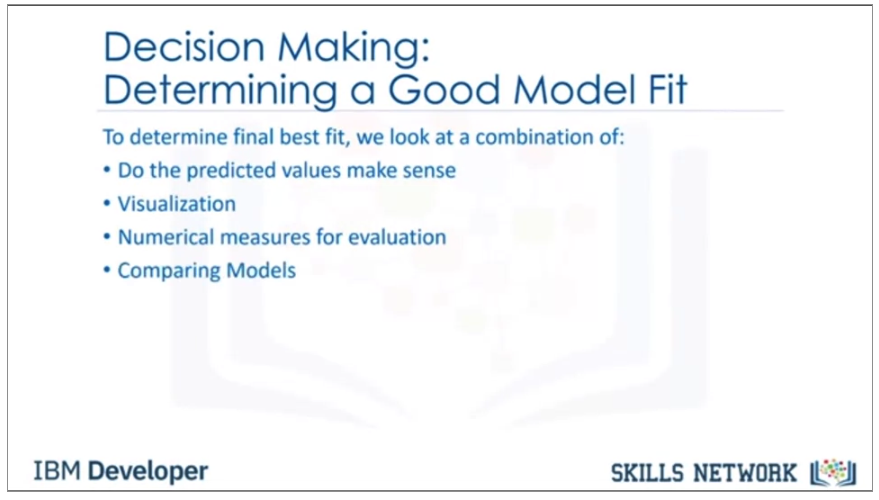 Decision Making:
Determining a Good Model Fit
To determine final best fit, we look at a combination of:
• Do the predicted values make sense
• Visualization
• Numerical measures for evaluation
• Comparing Models
IBM Developer
SKILLS NETWORK